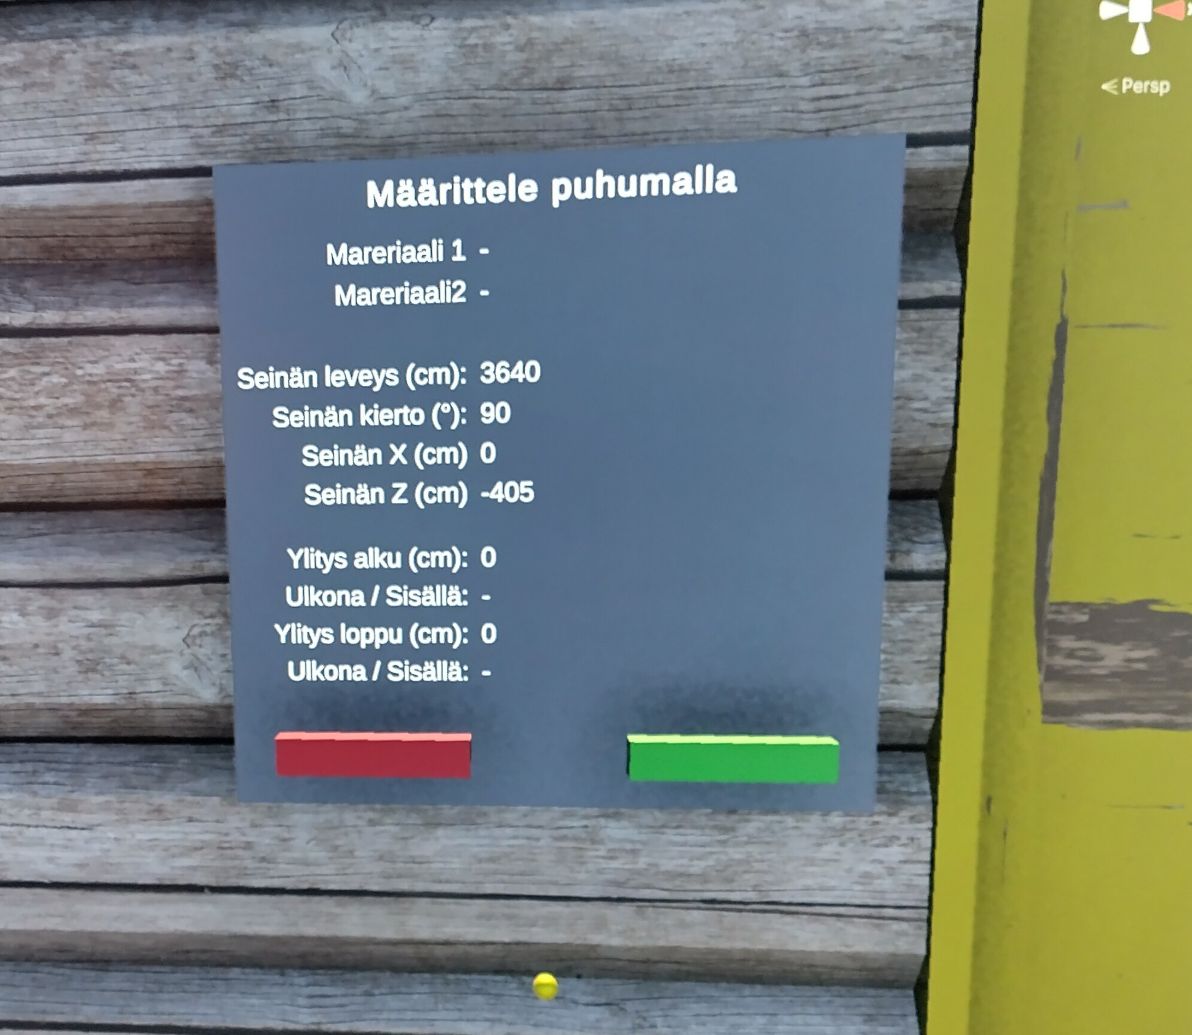 < Persp
Määrittele puhumalla
Mareriaali 1 -
Mareriaali2 -
Seinän leveys (cm): 3640
Seinän kierto (°): 90
Seinän X (cm) 0
Seinän Z (cm) -405
Ylitys alku (cm): 0
Ulkona / Sisällä: -
Ylitys loppu (cm): 0
Ulkona / Sisällä: -